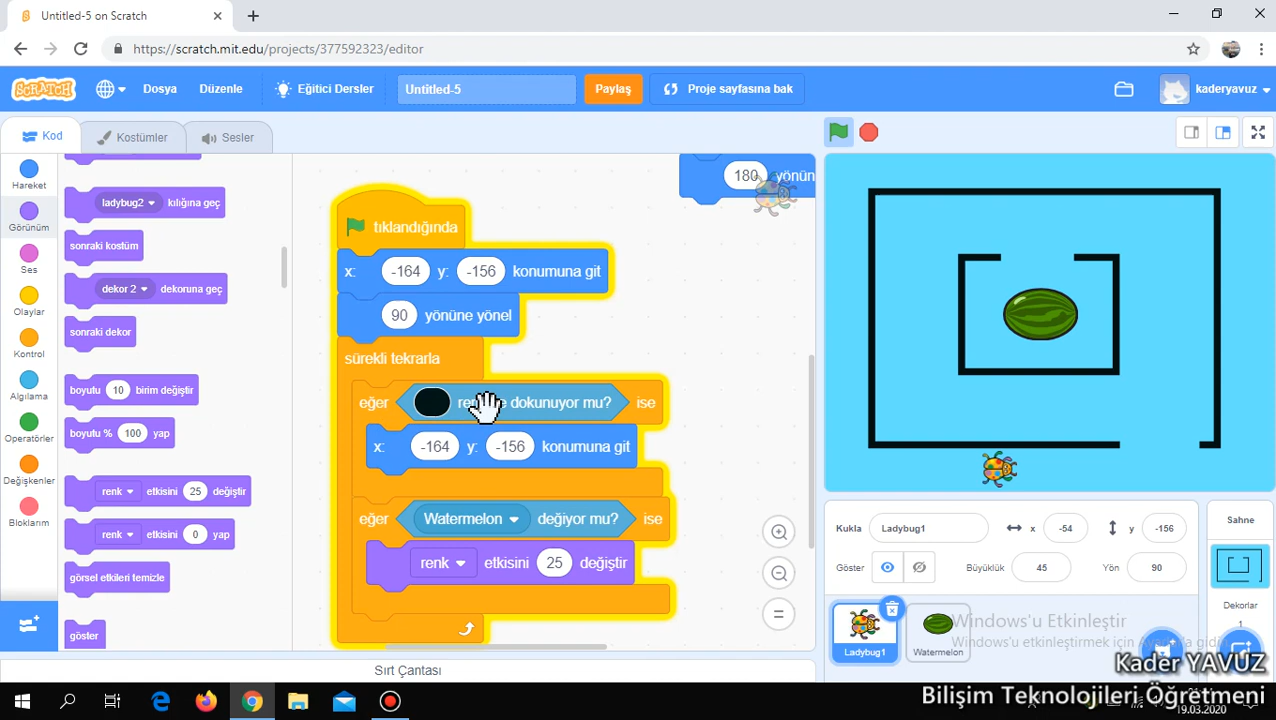 Untitled-5 on Scratch
https://scratch.mit.edu/projects/377592323/editor
SCRATCH Dosya Düzenle Eğitici Dersler Untitled-5 Paylaş Proje sayfasına bak kaderyavuz
Kod Kostümler Sesler
Hareket
Görünüm
Ses
Olaylar
Kontrol
Algılama
Operatörler
Değişkenler
Bloklarım
ladybug2 kılığına geç
sonraki kostüm
dekor 2 dekoruna geç
sonraki dekor
boyutu 10 birim değiştir
boyutu % 100 yap
renk etkisini 25 değiştir
renk etkisini 0 yap
görsel etkileri temizle
göster
180 yönün
tıklandığında
x: -164 y: -156 konumuna git
90 yönüne yönel
sürekli tekrarla
eğer dokunuyor mu? ise
x: -164 y: -156 konumuna git
eğer Watermelon değiyor mu? ise
renk etkisini 25 değiştir
Sırt Çantası
Kukla Ladybug1 x -54 y -156
Göster Büyüklük 45 Yön 90
Ladybug1
Watermelon
Sahne
Dekorlar
1
Windows'u Etkinleştir
Windows'u etkinleştirmek için
Kader YAVUZ
Bilişim Teknolojileri Öğretmeni
19.03.2020